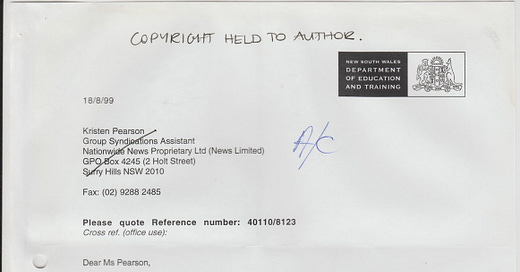 COPYRIGHT HELD TO AUTHOR.
NEW SOUTH WALES
DEPARTMENT
OF EDUCATION
AND TRAINING
18/8/99
Kristen Pearson
Group Syndications Assistant
Nationwide News Proprietary Ltd (News Limited)
GPO Box 4245 (2 Holt Street)
Surry Hills NSW 2010
A/C
Fax: (02) 9288 2485
Please quote Reference number: 40110/8123
Cross ref. (office use):
Dear Ms Pearson,